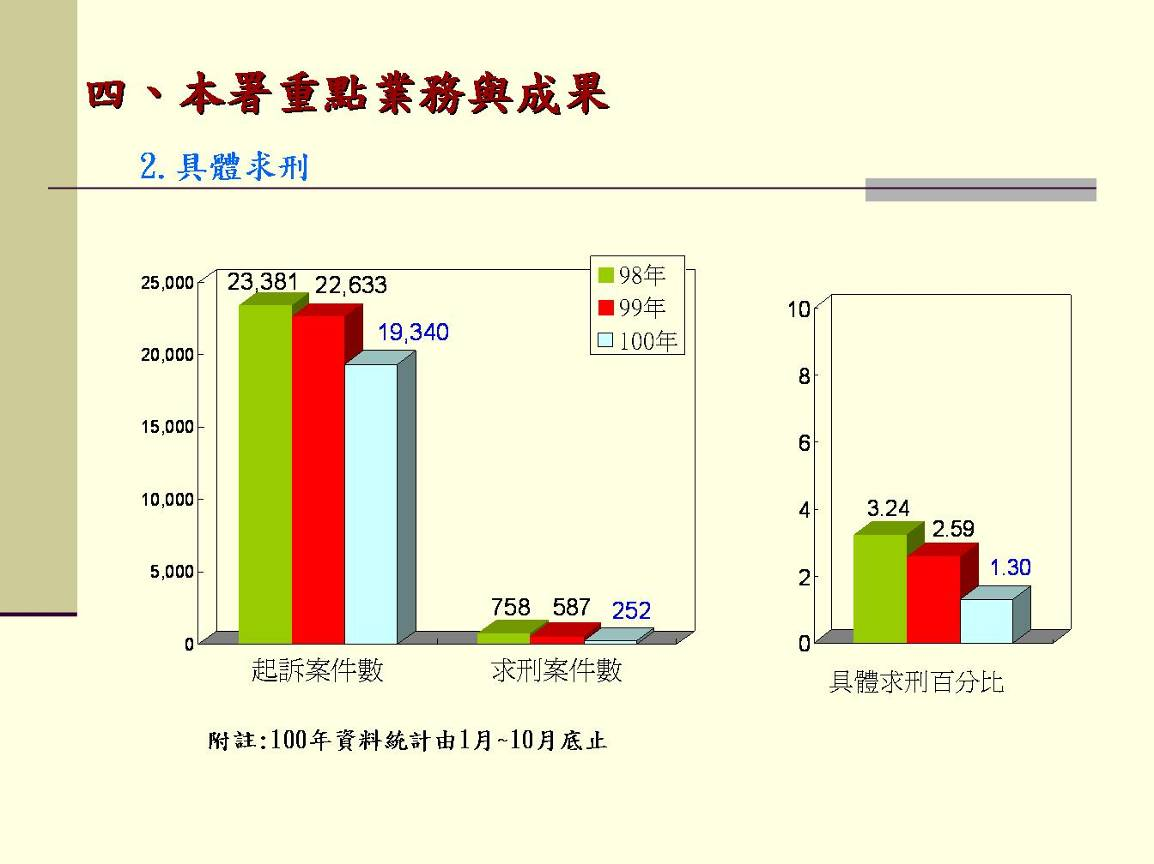 四、本署重點業務與成果
2.具體求刑
98年
99年
100年
25,000
20,000
15,000
10,000
5,000
0
23,381
22,633
19,340
758
587
252
起訴案件數
求刑案件數
10
8
6
4
2
0
3.24
2.59
1.30
具體求刑百分比
附註:100年資料統計由1月~10月底止